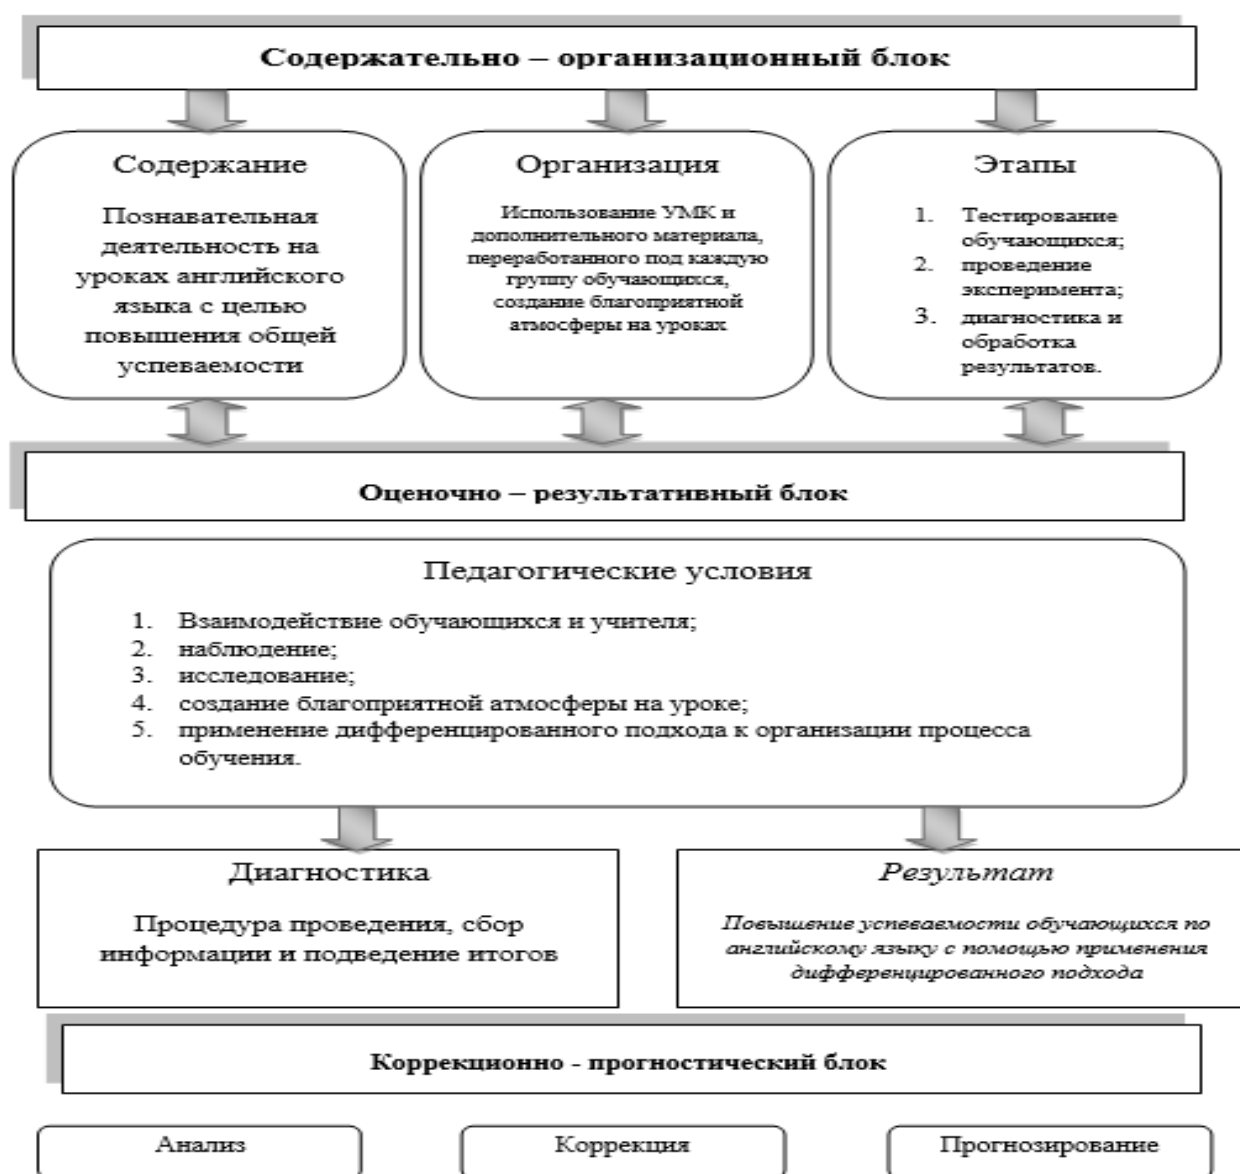 Содержательно – организационный блок
Содержание
Познавательная
деятельность на
уроках английского
языка с целью
повышения общей
успеваемости
Организация
Использование УМК и
дополнительного материала,
переработанного под каждую
группу обучающихся,
создание благоприятной
атмосферы на уроках
Этапы
1. Тестирование
обучающихся;
2. проведение
эксперимента;
3. диагностика и
обработка
результатов.
Оценочно – результативный блок
Педагогические условия
1. Взаимодействие обучающихся и учителя;
2. наблюдение;
3. исследование;
4. создание благоприятной атмосферы на уроке;
5. применение дифференцированного подхода к организации процесса
обучения.
Диагностика
Процедура проведения, сбор
информации и подведение итогов
Результат
Повышение успеваемости обучающихся по
английскому языку с помощью применения
дифференцированного подхода
Коррекционно - прогностический блок
Анализ
Коррекция
Прогнозирование